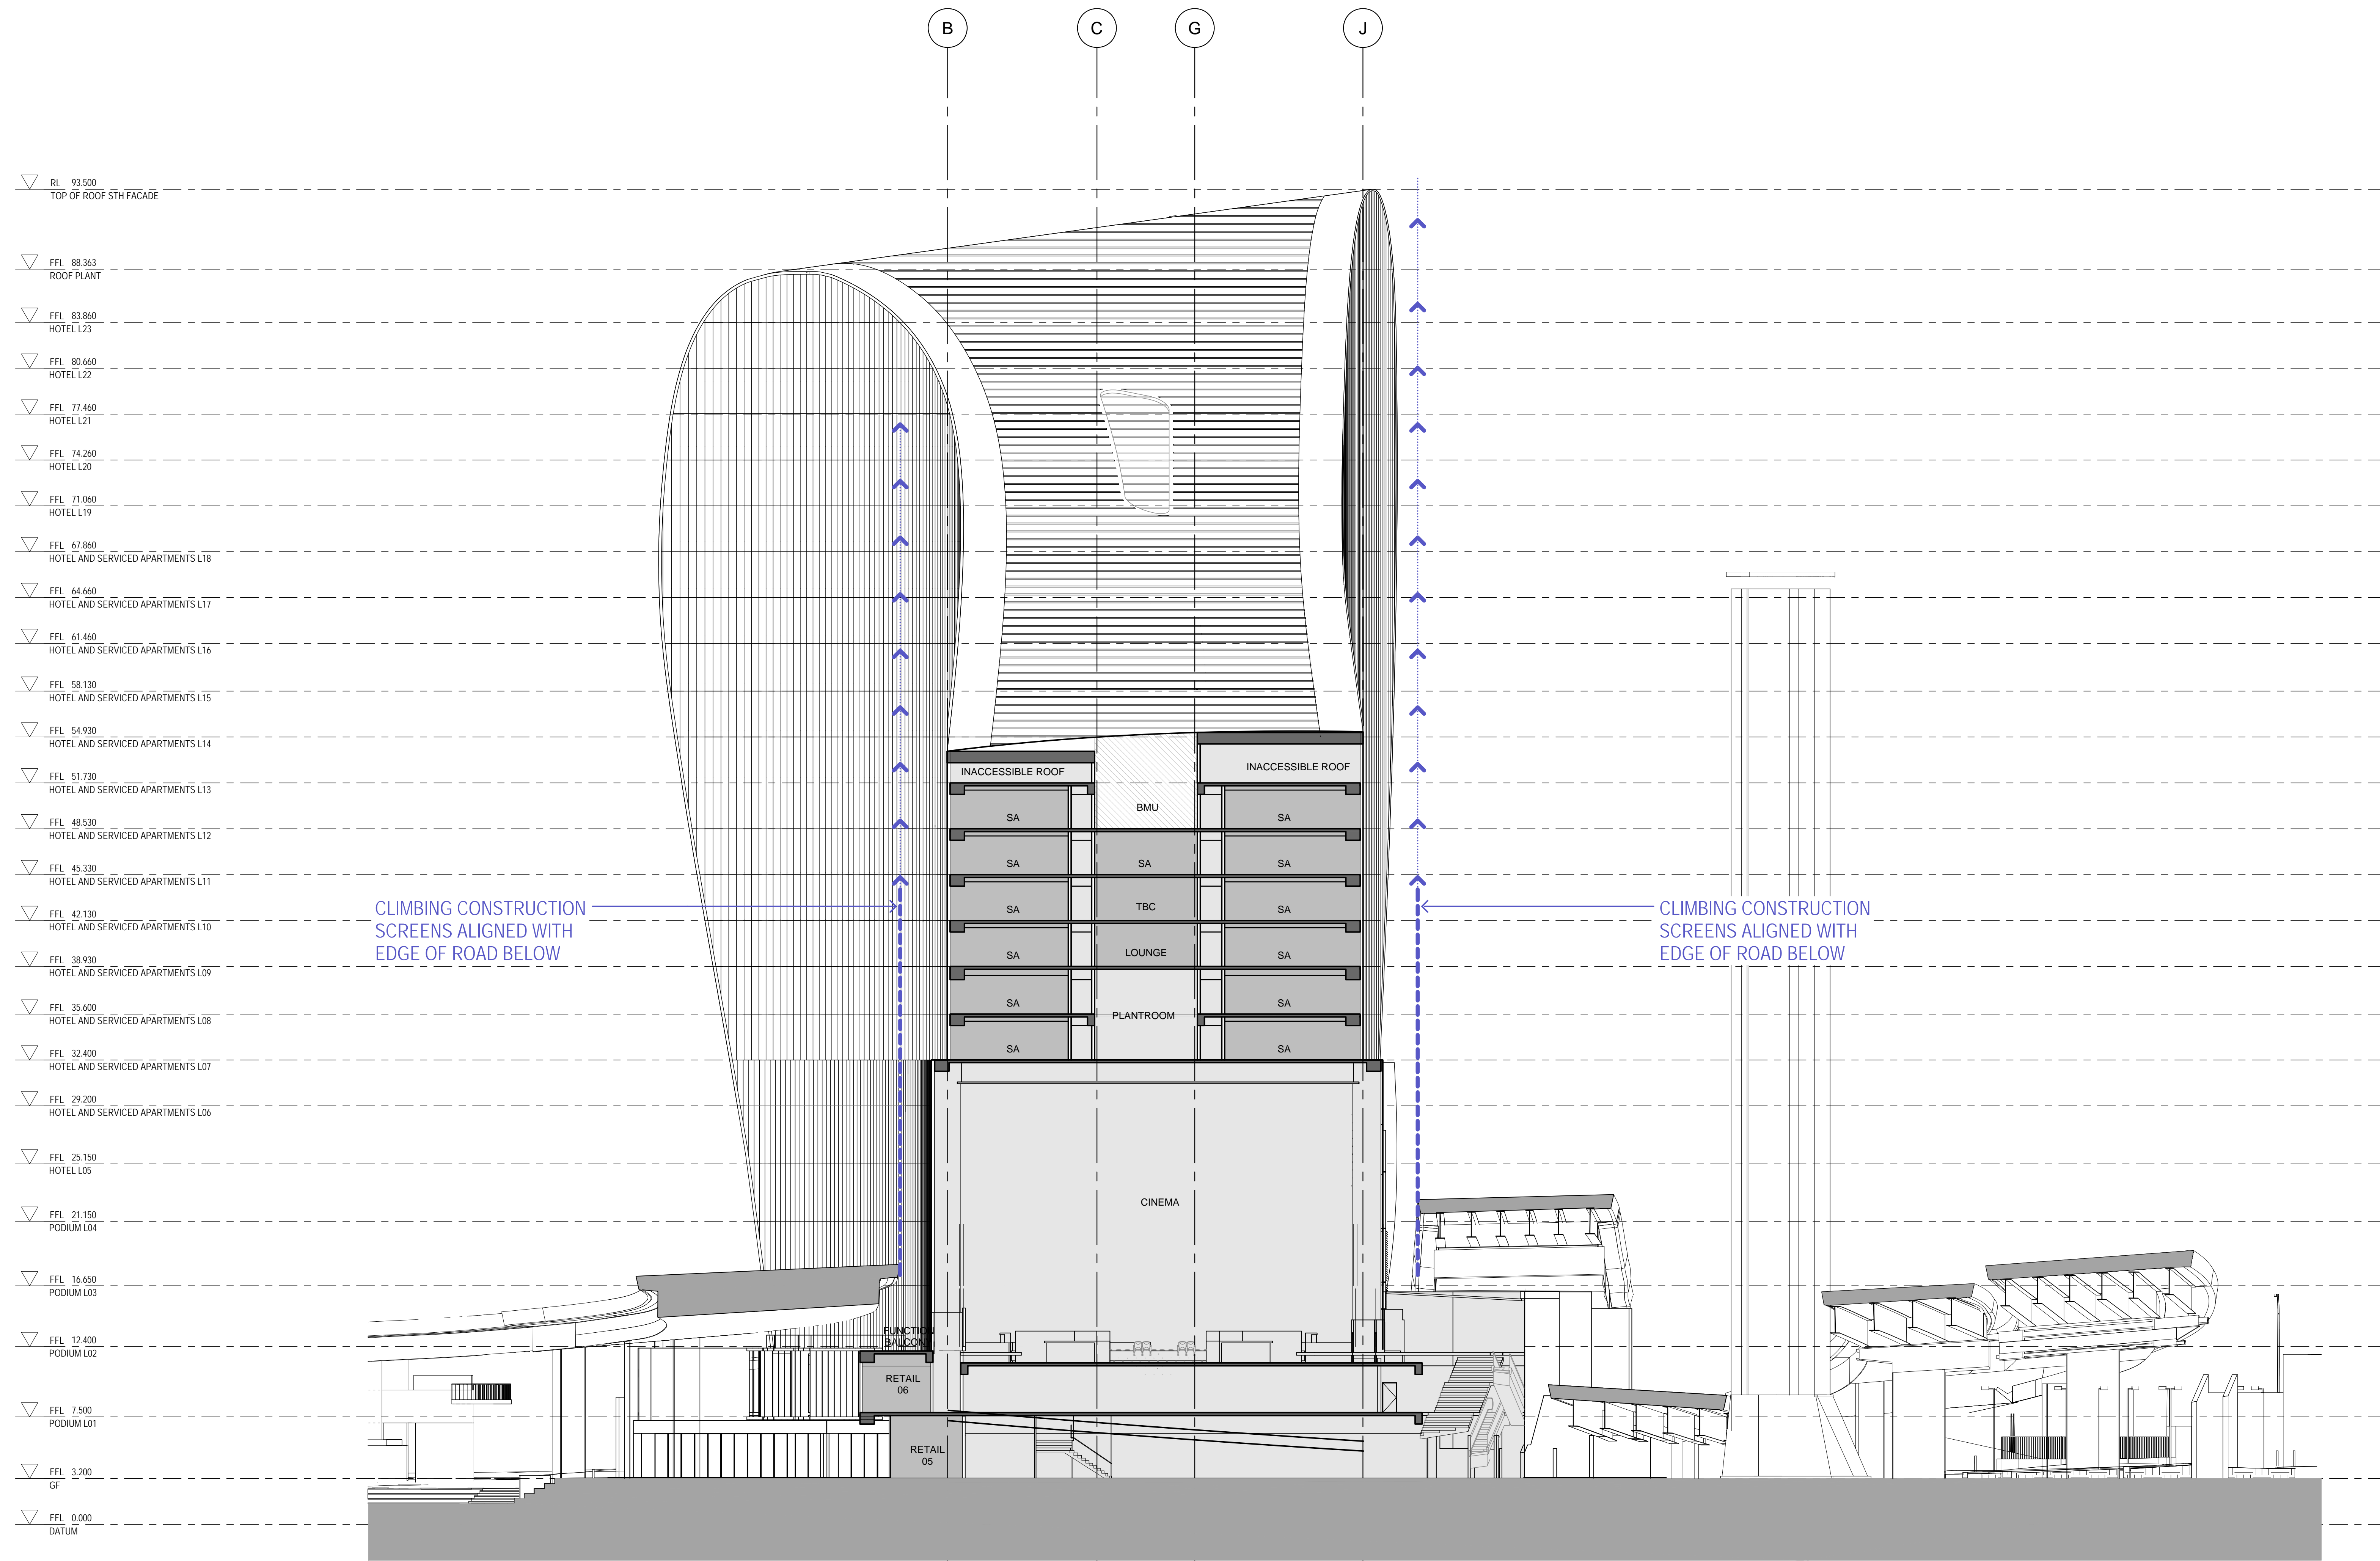 B
C
G
J
RL 93.500
TOP OF ROOF STH FACADE
FFL 88.363
ROOF PLANT
FFL 83.860
HOTEL L23
FFL 80.660
HOTEL L22
FFL 77.460
HOTEL L21
FFL 74.260
HOTEL L20
FFL 71.060
HOTEL L19
FFL 67.860
HOTEL AND SERVICED APARTMENTS L18
FFL 64.660
HOTEL AND SERVICED APARTMENTS L17
FFL 61.460
HOTEL AND SERVICED APARTMENTS L16
FFL 58.130
HOTEL AND SERVICED APARTMENTS L15
FFL 54.930
HOTEL AND SERVICED APARTMENTS L14
FFL 51.730
HOTEL AND SERVICED APARTMENTS L13
FFL 48.530
HOTEL AND SERVICED APARTMENTS L12
FFL 45.330
HOTEL AND SERVICED APARTMENTS L11
FFL 42.130
HOTEL AND SERVICED APARTMENTS L10
FFL 38.930
HOTEL AND SERVICED APARTMENTS L09
FFL 35.600
HOTEL AND SERVICED APARTMENTS L08
FFL 32.400
HOTEL AND SERVICED APARTMENTS L07
FFL 29.200
HOTEL AND SERVICED APARTMENTS L06
FFL 25.150
HOTEL L05
FFL 21.150
PODIUM L04
FFL 16.650
PODIUM L03
FFL 12.400
PODIUM L02
FFL 7.500
PODIUM L01
FFL 3.200
GF
FFL 0.000
DATUM
CLIMBING CONSTRUCTION
SCREENS ALIGNED WITH
EDGE OF ROAD BELOW
INACCESSIBLE ROOF
INACCESSIBLE ROOF
BMU
SA
SA
SA
SA
SA
SA
TBC
SA
SA
LOUNGE
SA
SA
SA
PLANTROOM
SA
SA
CINEMA
FUNCTION
BALCONY
RETAIL
06
RETAIL
05
CLIMBING CONSTRUCTION
SCREENS ALIGNED WITH
EDGE OF ROAD BELOW